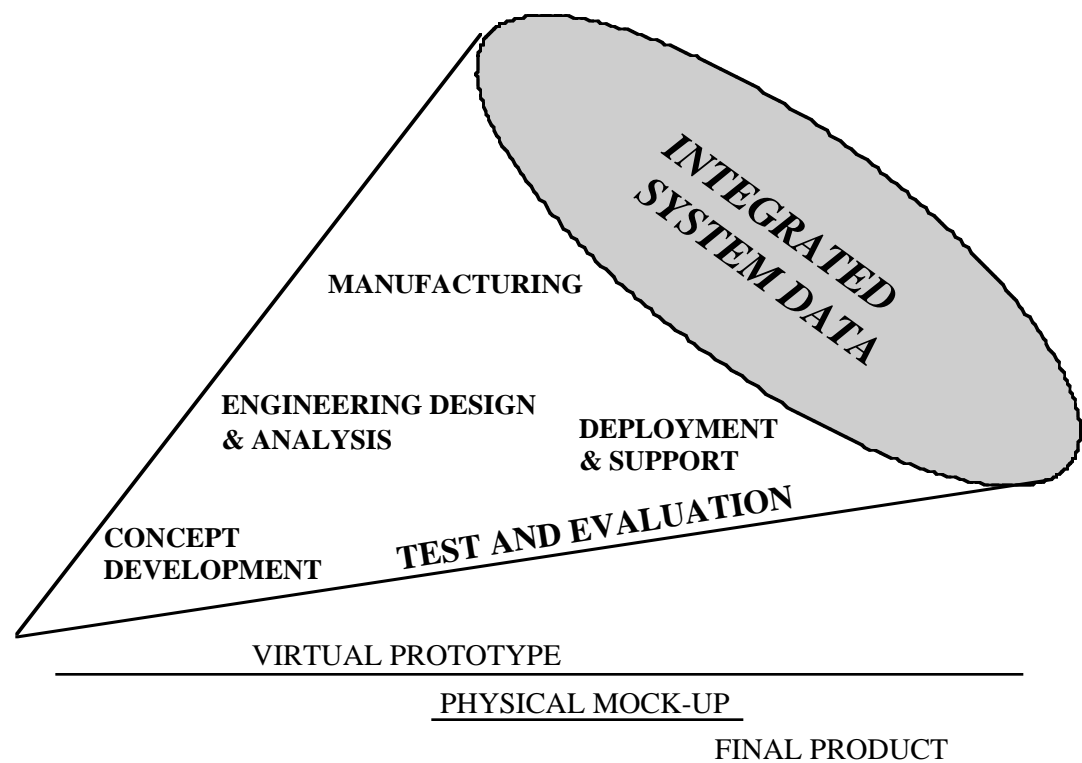 INTEGRATED
SYSTEM DATA
MANUFACTURING
ENGINEERING DESIGN
& ANALYSIS
DEPLOYMENT
& SUPPORT
TEST AND EVALUATION
CONCEPT
DEVELOPMENT
VIRTUAL PROTOTYPE
PHYSICAL MOCK-UP
FINAL PRODUCT